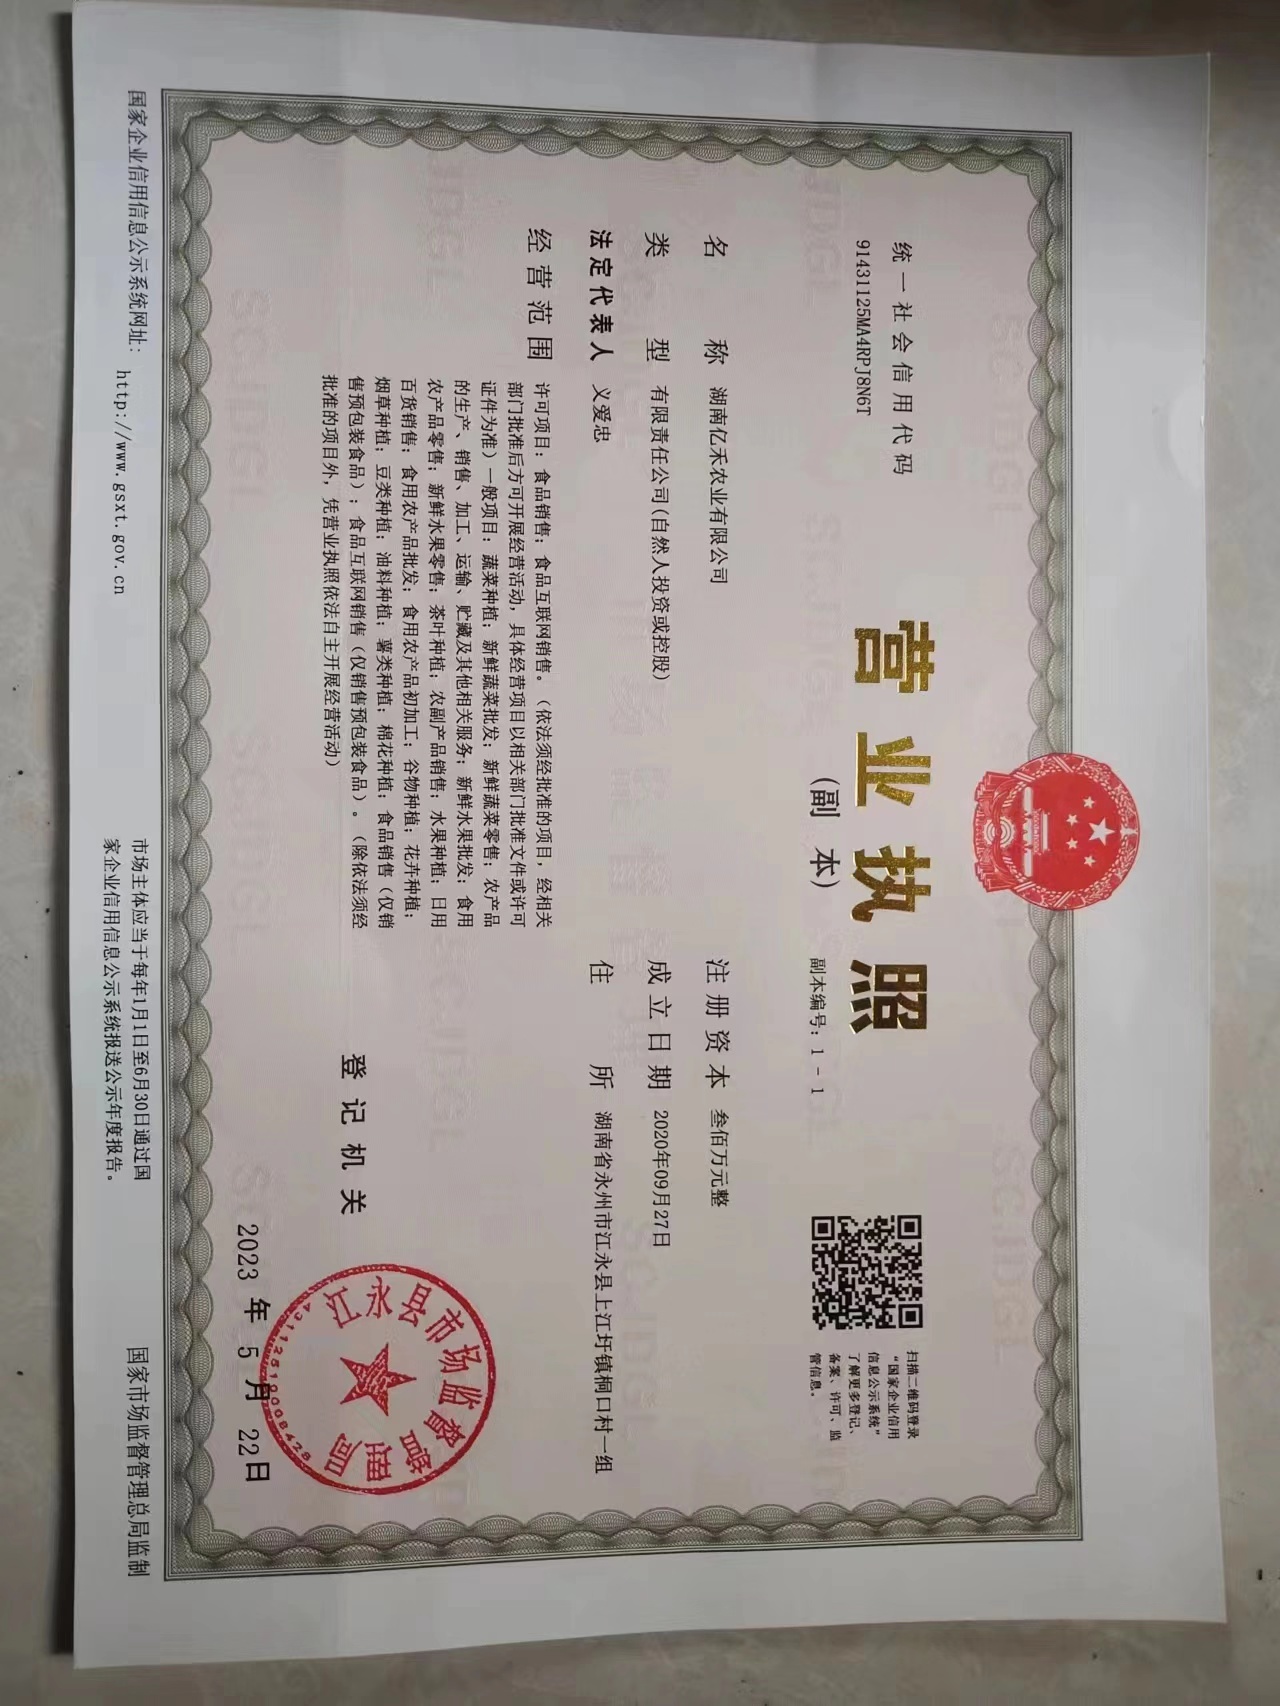 统一社会信用代码
91431125MA4RPJ8N6T
营业执照
（副本）
副本编号：1-1
扫描二维码登录
“国家企业信用
信息公示系统”
了解更多登记、
备案、许可、监
管信息。
名称 湖南亿禾农业有限公司
类型 有限责任公司(自然人投资或控股)
法定代表人 义爱忠
经营范围 许可项目：食品销售；食品互联网销售。（依法须经批准的项目，经相关
部门批准后方可开展经营活动，具体经营项目以相关部门批准文件或许可
证件为准）一般项目：蔬菜种植；新鲜蔬菜批发；新鲜蔬菜零售；农产品
的生产、销售、加工、运输、贮藏及其他相关服务；新鲜水果批发；食用
农产品零售；新鲜水果零售；茶叶种植；农副产品销售；水果种植；日用
百货销售；食用农产品批发；食用农产品初加工；谷物种植；花卉种植；
烟草种植；豆类种植；油料种植；薯类种植；棉花种植；食品销售（仅销
售预包装食品）；食品互联网销售（仅销售预包装食品）。（除依法须经
批准的项目外，凭营业执照依法自主开展经营活动）
注册资本 叁佰万元整
成立日期 2020年09月27日
住所 湖南省永州市江永县上江圩镇桐口村一组
登记机关
江永县市场监督管理局
43112510008428
2023年5月22日
国家企业信用信息公示系统网址：http://www.gsxt.gov.cn
市场主体应当于每年1月1日至6月30日通过国
家企业信用信息公示系统报送公示年度报告。
国家市场监督管理总局监制